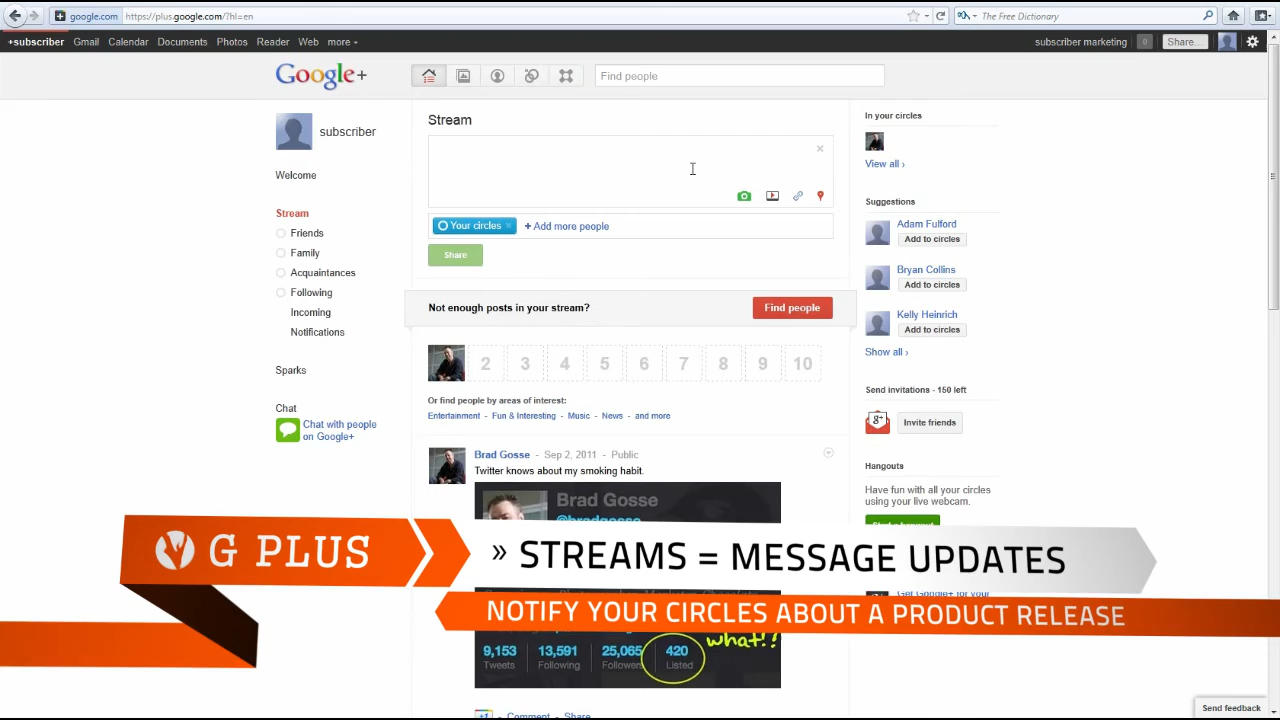 google.com https://plus.google.com/?hl=en
The Free Dictionary
+subscriber Gmail Calendar Documents Photos Reader Web more
subscriber marketing 0 Share...
Google+
Find people
subscriber
Welcome
Stream
Friends
Family
Acquaintances
Following
Incoming
Notifications
Sparks
Chat
Chat with people
on Google+
Stream
Your circles × + Add more people
Share
Not enough posts in your stream? Find people
2 3 4 5 6 7 8 9 10
Or find people by areas of interest:
Entertainment - Fun & Interesting - Music - News - and more
Brad Gosse - Sep 2, 2011 - Public
Twitter knows about my smoking habit.
Brad Gosse
@bradgosse
In your circles
View all ›
Suggestions
Adam Fulford
Add to circles
Bryan Collins
Add to circles
Kelly Heinrich
Add to circles
Show all ›
Send invitations - 150 left
g+ Invite friends
Hangouts
Have fun with all your circles
using your live webcam.
Start a hangout
Get Google+ for your
G PLUS
» STREAMS = MESSAGE UPDATES
NOTIFY YOUR CIRCLES ABOUT A PRODUCT RELEASE
what!?
9,153 13,591 25,065 420
Tweets Following Followers Listed
+1 Comment - Share
Send feedback